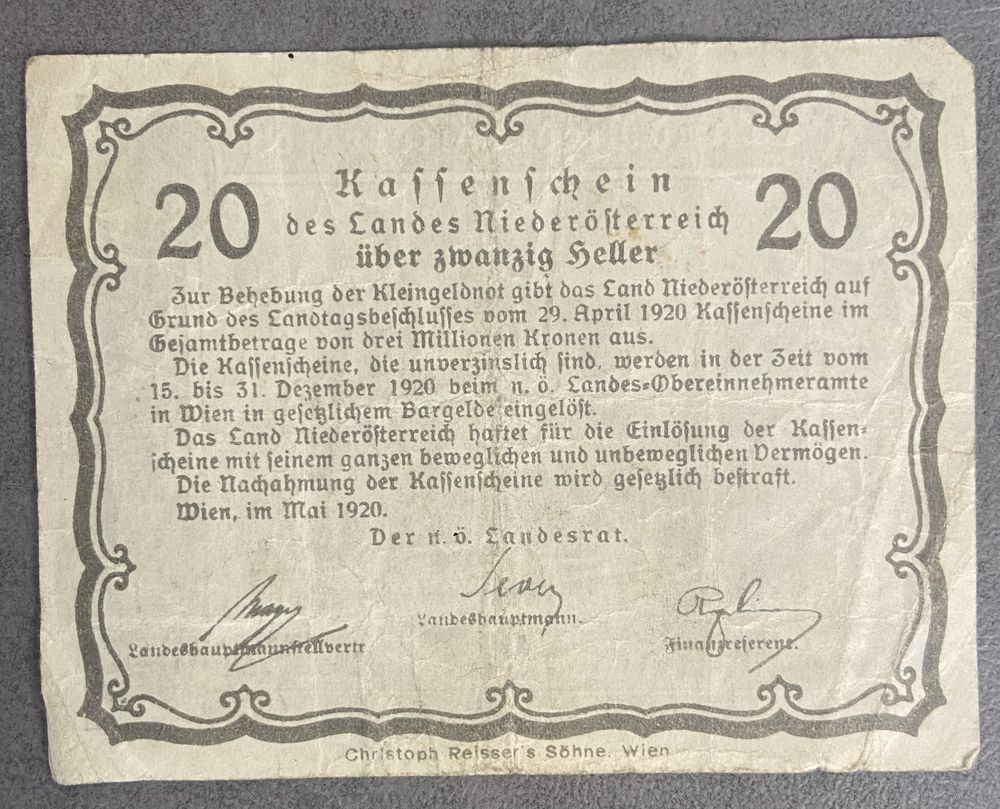 20
Kassenschein
20
des Landes Niederösterreich
über zwanzig Heller
Zur Behebung der Kleingeldnot gibt das Land Niederösterreich auf
Grund des Landtagsbeschlusses vom 29. April 1920 Kassenscheine im
Gesamtbetrage von drei Millionen Kronen aus.
Die Kassenscheine, die unverzinslich sind, werden in der Zeit vom
15. bis 31. Dezember 1920 beim n. ö. Landes-Obereinnehmeramte
in Wien in gesetzlichem Bargelde eingelöst.
Das Land Niederösterreich haftet für die Einlösung der Kassen-
scheine mit seinem ganzen beweglichen und unbeweglichen Vermögen.
Die Nachahmung der Kassenscheine wird gesetzlich bestraft.
Wien, im Mai 1920.
Der n. ö. Landesrat.
Sever
Landeshauptmann.
Landeshauptmannstellvertr.
Finanzreferent.
Christoph Reisser's Söhne, Wien